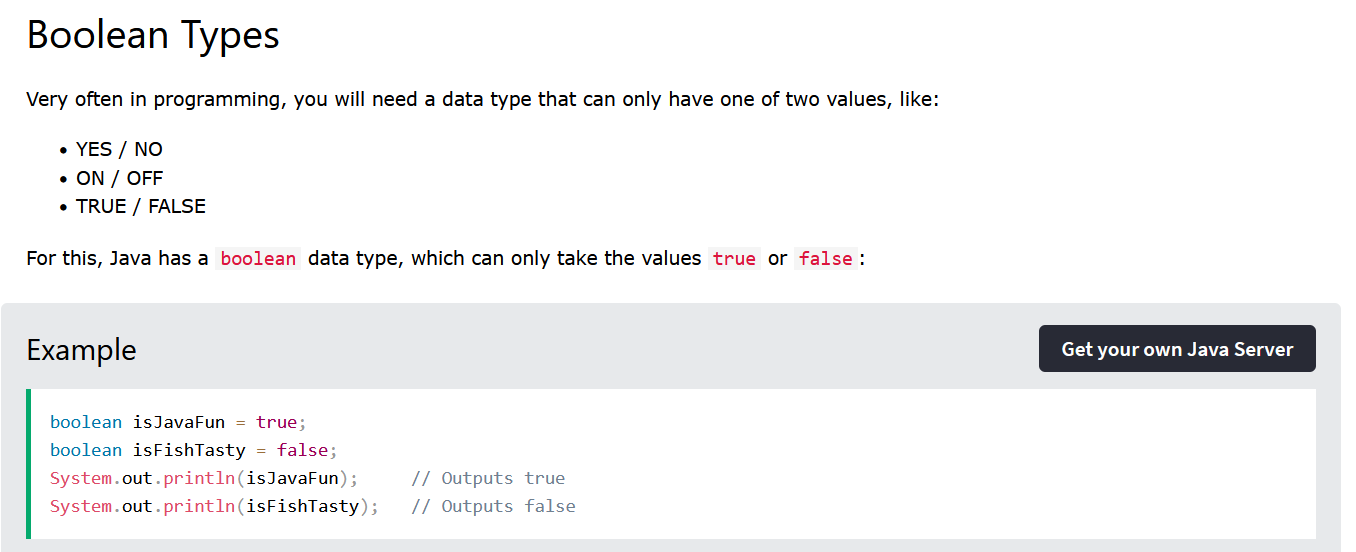 Boolean Types
Very often in programming, you will need a data type that can only have one of two values, like:
• YES / NO
• ON / OFF
• TRUE / FALSE
For this, Java has a boolean data type, which can only take the values true or false:
Example
Get your own Java Server
boolean isJavaFun = true;
boolean isFishTasty = false;
System.out.println(isJavaFun);     // Outputs true
System.out.println(isFishTasty);   // Outputs false